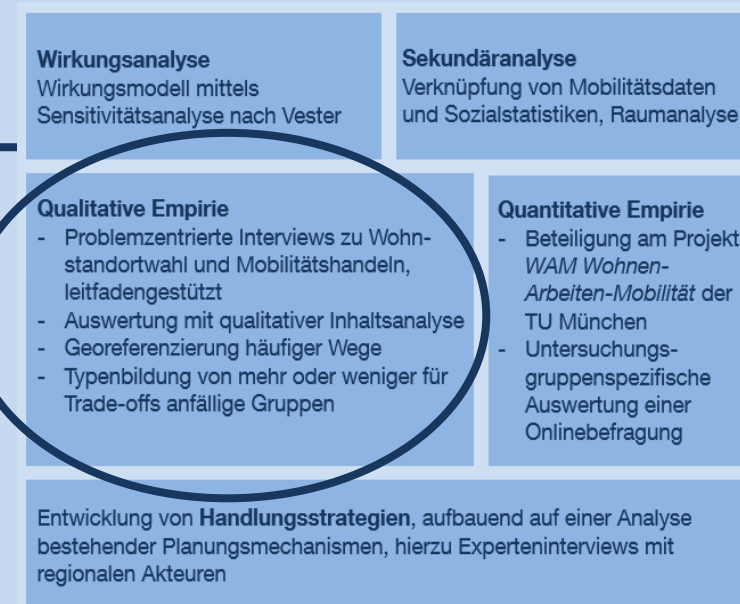 Wirkungsanalyse
Wirkungsmodell mittels
Sensitivitätsanalyse nach Vester
Sekundäranalyse
Verknüpfung von Mobilitätsdaten
und Sozialstatistiken, Raumanalyse
Qualitative Empirie
- Problemzentrierte Interviews zu Wohn-
standortwahl und Mobilitätshandeln,
leitfadengestützt
- Auswertung mit qualitativer Inhaltsanalyse
- Georeferenzierung häufiger Wege
- Typenbildung von mehr oder weniger für
Trade-offs anfällige Gruppen
Quantitative Empirie
- Beteiligung am Projekt
WAM Wohnen-
Arbeiten-Mobilität der
TU München
- Untersuchungs-
gruppenspezifische
Auswertung einer
Onlinebefragung
Entwicklung von Handlungsstrategien, aufbauend auf einer Analyse
bestehender Planungsmechanismen, hierzu Experteninterviews mit
regionalen Akteuren